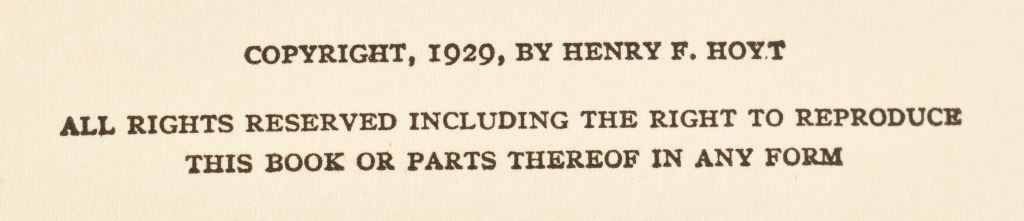 COPYRIGHT, 1929, BY HENRY F. HOYT
ALL RIGHTS RESERVED INCLUDING THE RIGHT TO REPRODUCE
THIS BOOK OR PARTS THEREOF IN ANY FORM